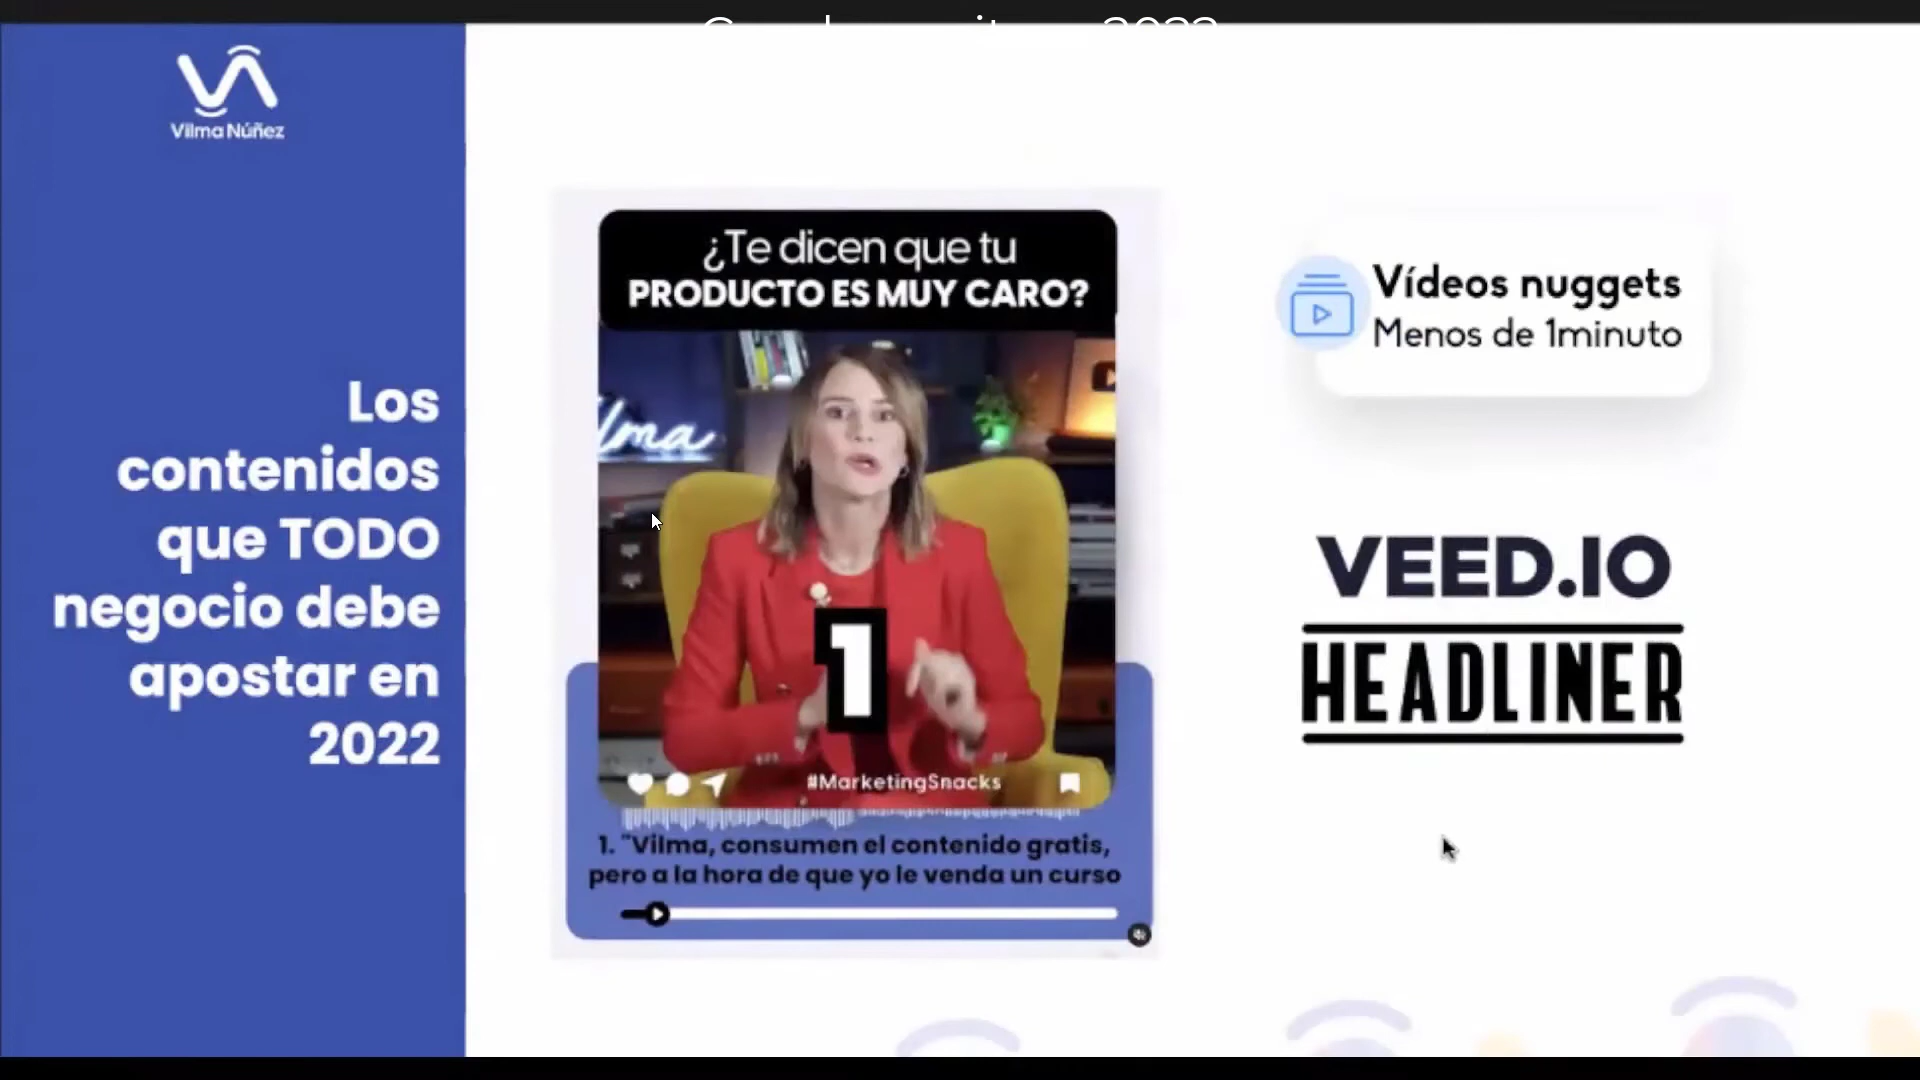 Vilma Núñez
Los
contenidos
que TODO
negocio debe
apostar en
2022
¿Te dicen que tu
PRODUCTO ES MUY CARO?
lma
1
#MarketingSnacks
1. "Vilma, consumen el contenido gratis,
pero a la hora de que yo le venda un curso
Vídeos nuggets
Menos de 1minuto
VEED.IO
HEADLINER